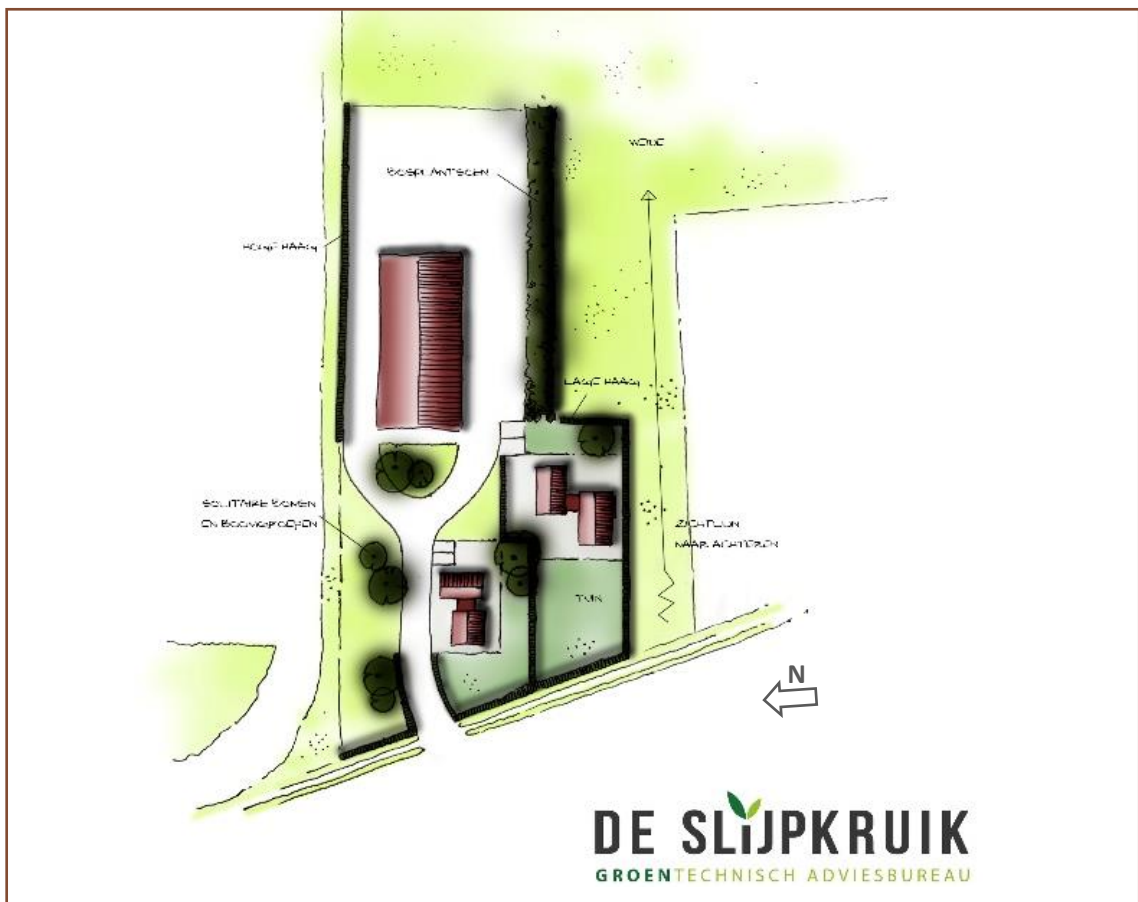 WEIDE
BOSPLANTSOEN
HOGE HAAG
LAGE HAAG
SOLITAIRE BOMEN
EN BOOMGROEPEN
ZICHTLIJN
NAAR ACHTEREN
TUIN
N
DE SLIJPKRUIK
GROENTECHNISCH ADVIESBUREAU